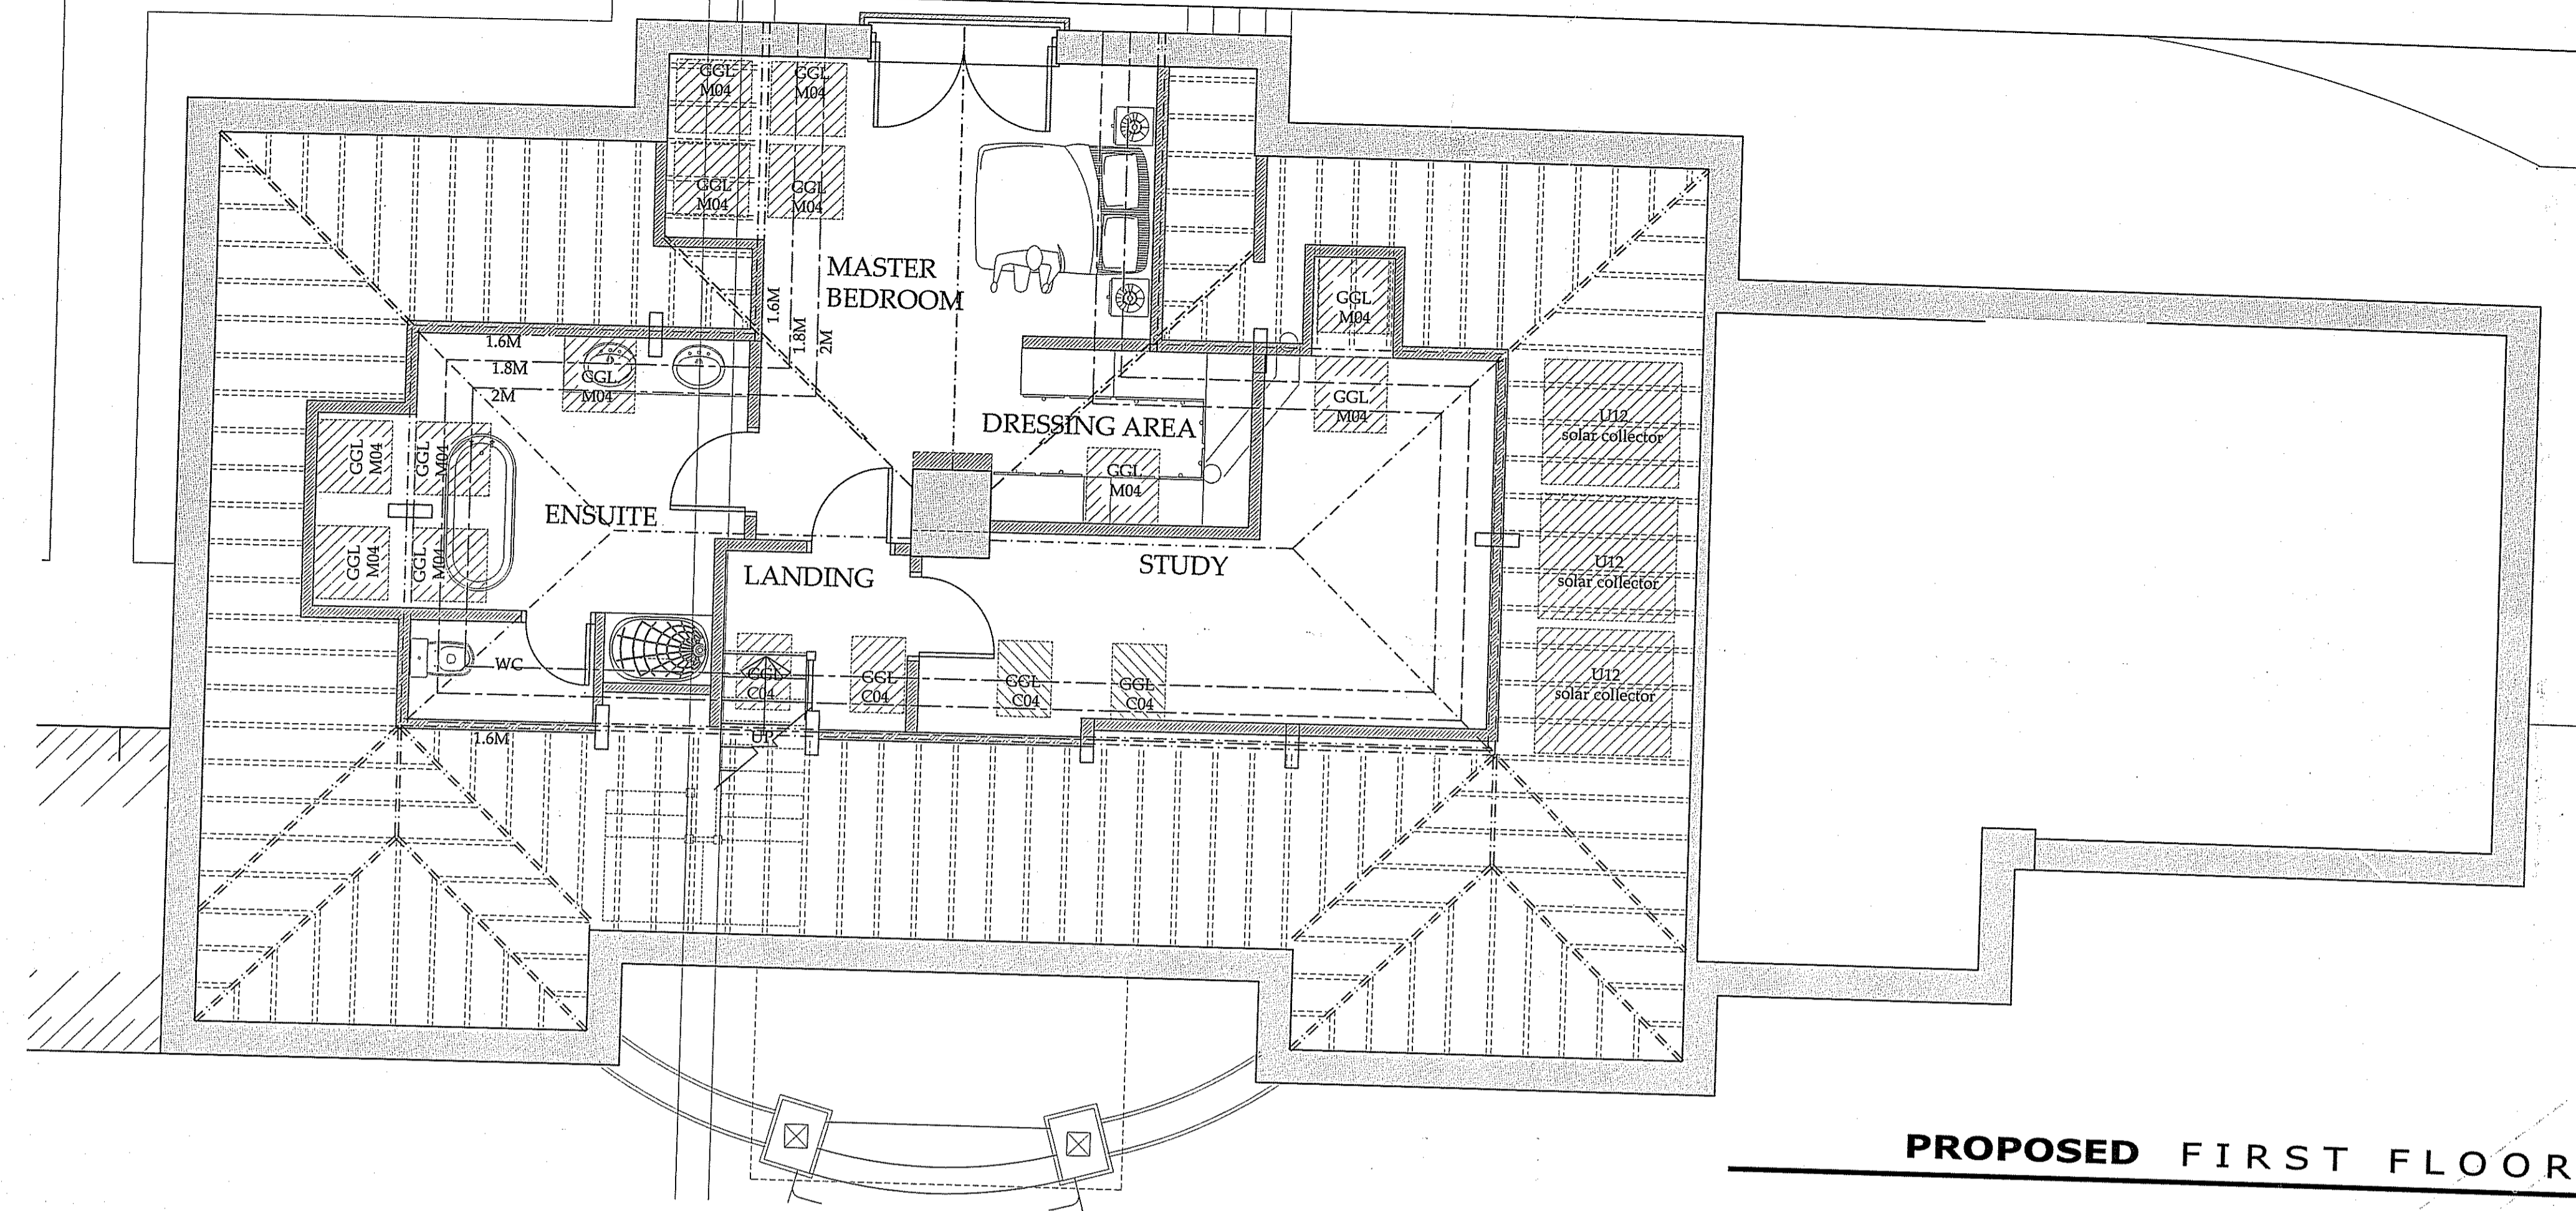 GGL
M04
GGL
M04
GGL
M04
GGL
M04
MASTER
BEDROOM
1.6M
1.8M
2M
GGL
M04
1.6M
1.8M
2M
GGL
M04
GGL
M04
DRESSING AREA
U12
solar collector
GGL
M04
GGL
M04
GGL
M04
ENSUITE
LANDING
STUDY
GGL
M04
GGL
M04
U12
solar collector
WC
GGL
C04
GGL
C04
GGL
C04
GGL
C04
U12
solar collector
1.6M
UP
PROPOSED FIRST FLOOR